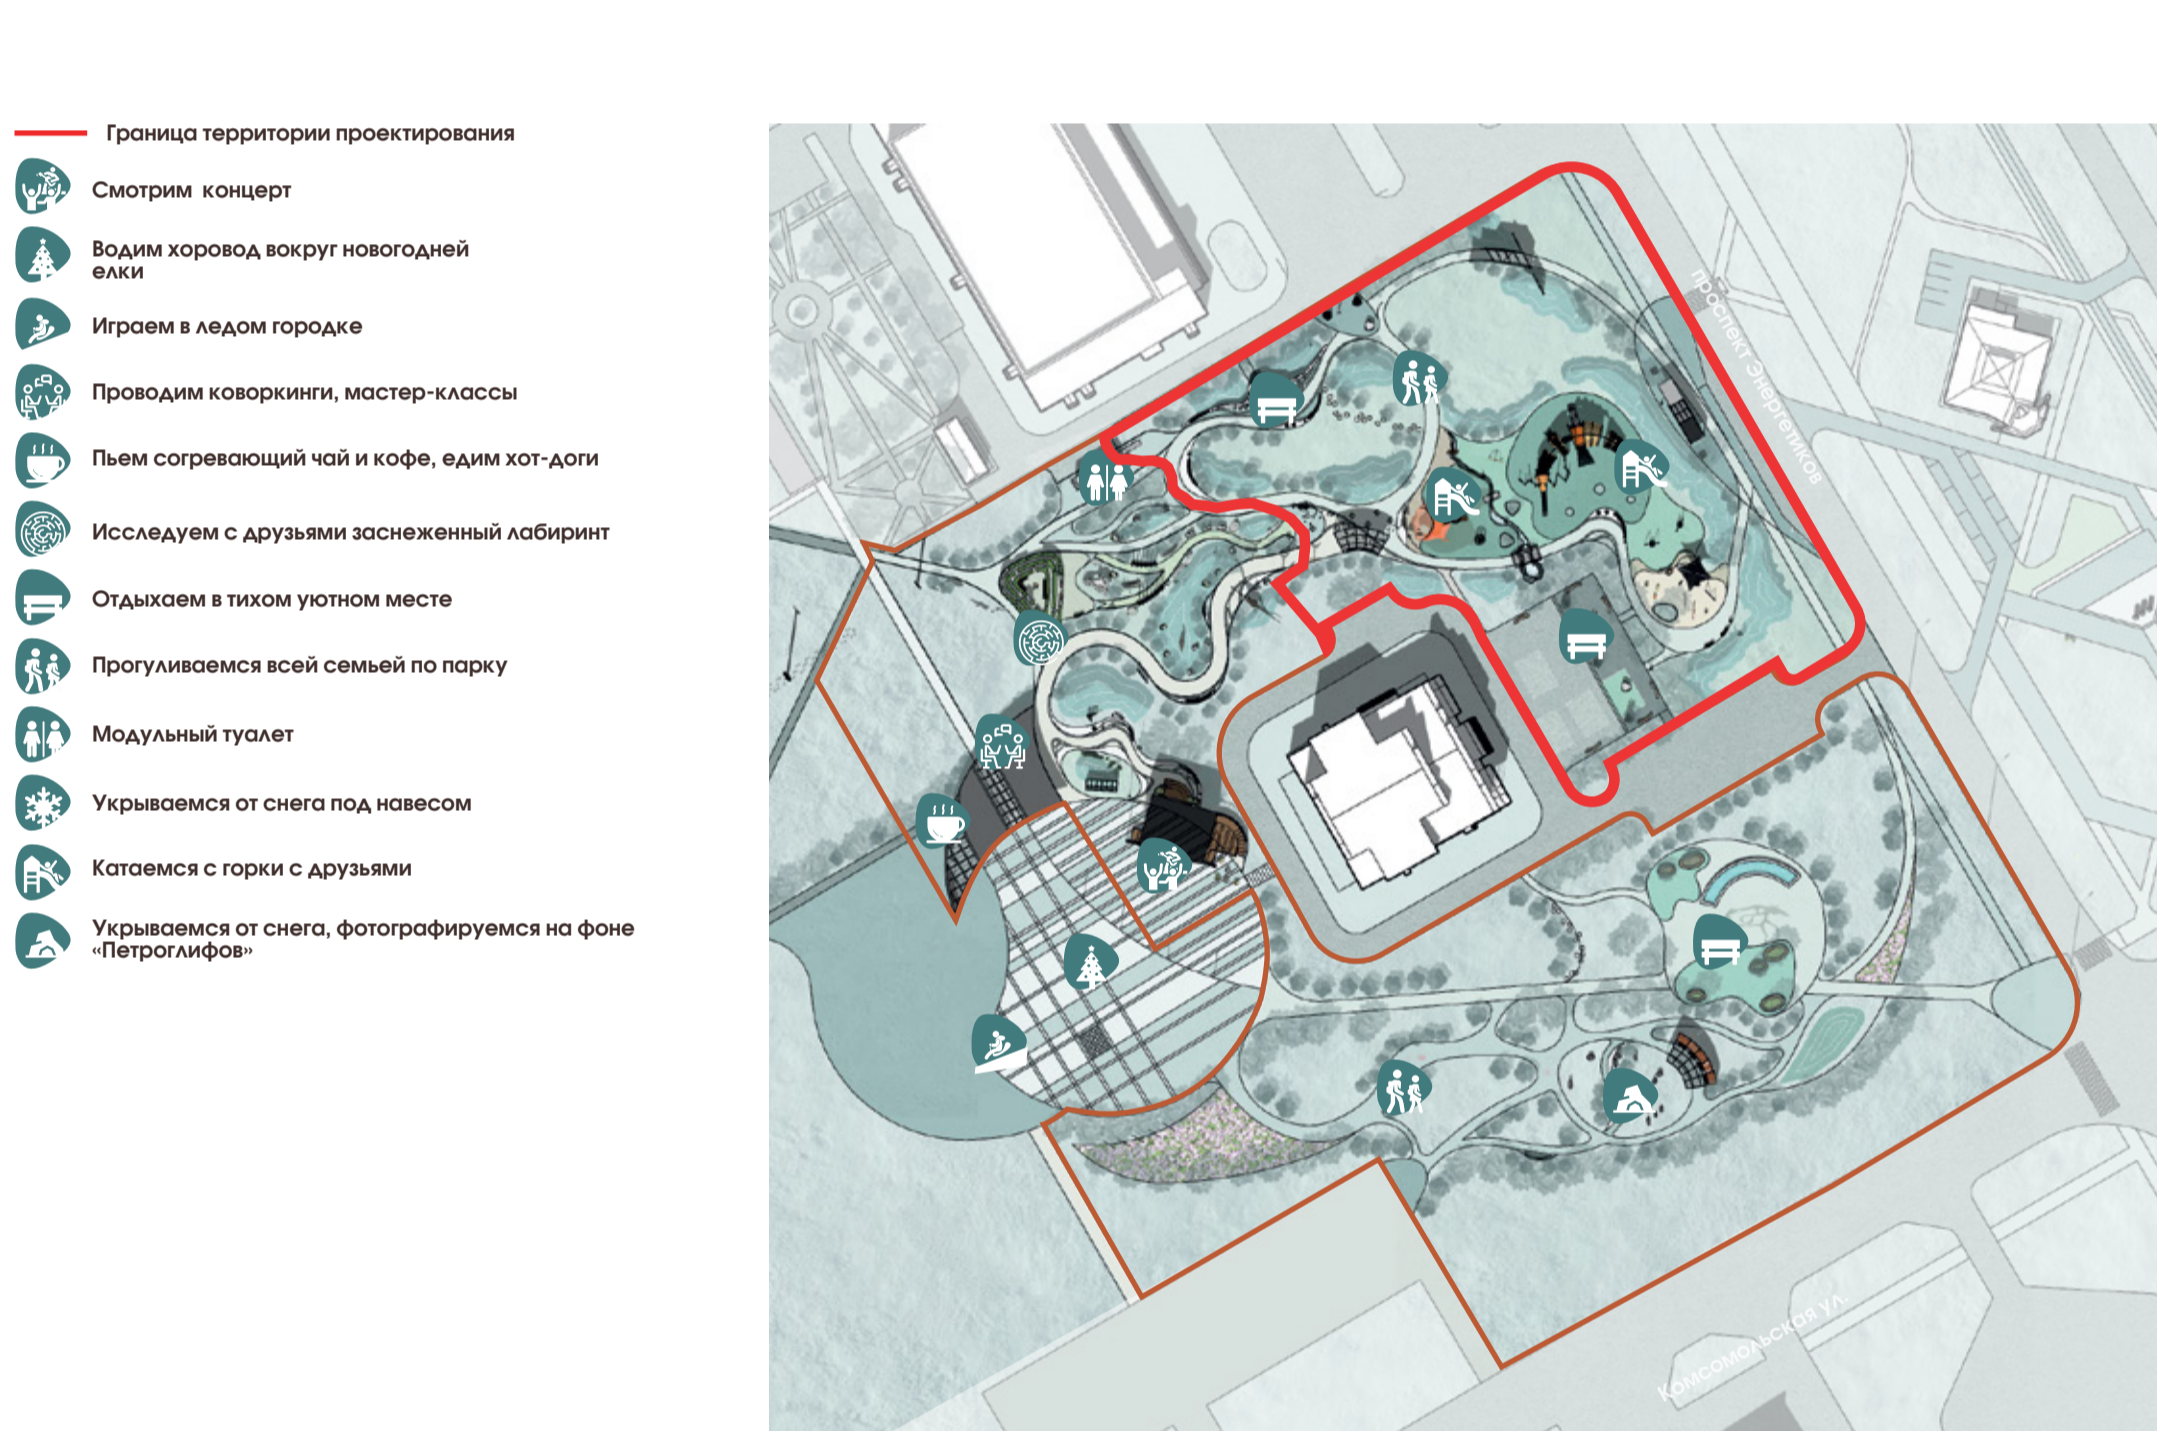 Граница территории проектирования
Смотрим концерт
Водим хоровод вокруг новогодней
елки
Играем в ледом городке
Проводим коворкинги, мастер-классы
Пьем согревающий чай и кофе, едим хот-доги
Исследуем с друзьями заснеженный лабиринт
Отдыхаем в тихом уютном месте
Прогуливаемся всей семьей по парку
Модульный туалет
Укрываемся от снега под навесом
Катаемся с горки с друзьями
Укрываемся от снега, фотографируемся на фоне
«Петроглифов»
проспект Энергетиков
Комсомольская ул.